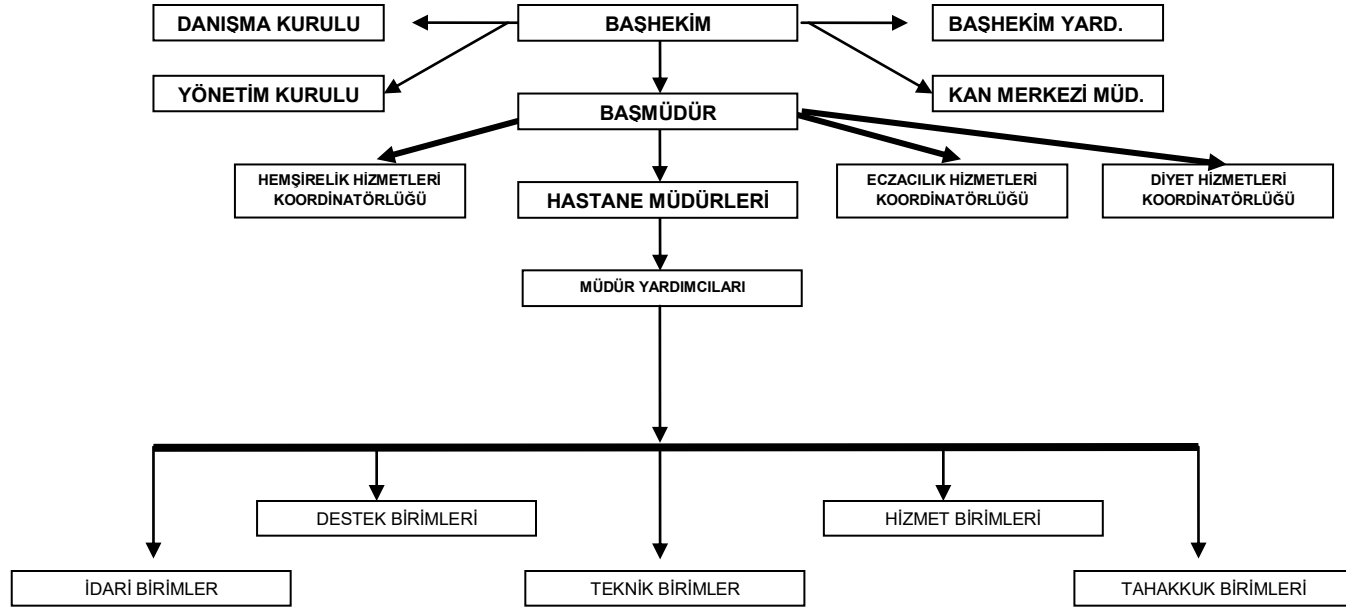 DANIŞMA KURULU
BAŞHEKİM
BAŞHEKİM YARD.
YÖNETİM KURULU
KAN MERKEZİ MÜD.
BAŞMÜDÜR
HEMŞİRELİK HİZMETLERİ
KOORDİNATÖRLÜĞÜ
HASTANE MÜDÜRLERİ
ECZACILIK HİZMETLERİ
KOORDİNATÖRLÜĞÜ
DİYET HİZMETLERİ
KOORDİNATÖRLÜĞÜ
MÜDÜR YARDIMCILARI
DESTEK BİRİMLERİ
HİZMET BİRİMLERİ
İDARİ BİRİMLER
TEKNİK BİRİMLER
TAHAKKUK BİRİMLERİ